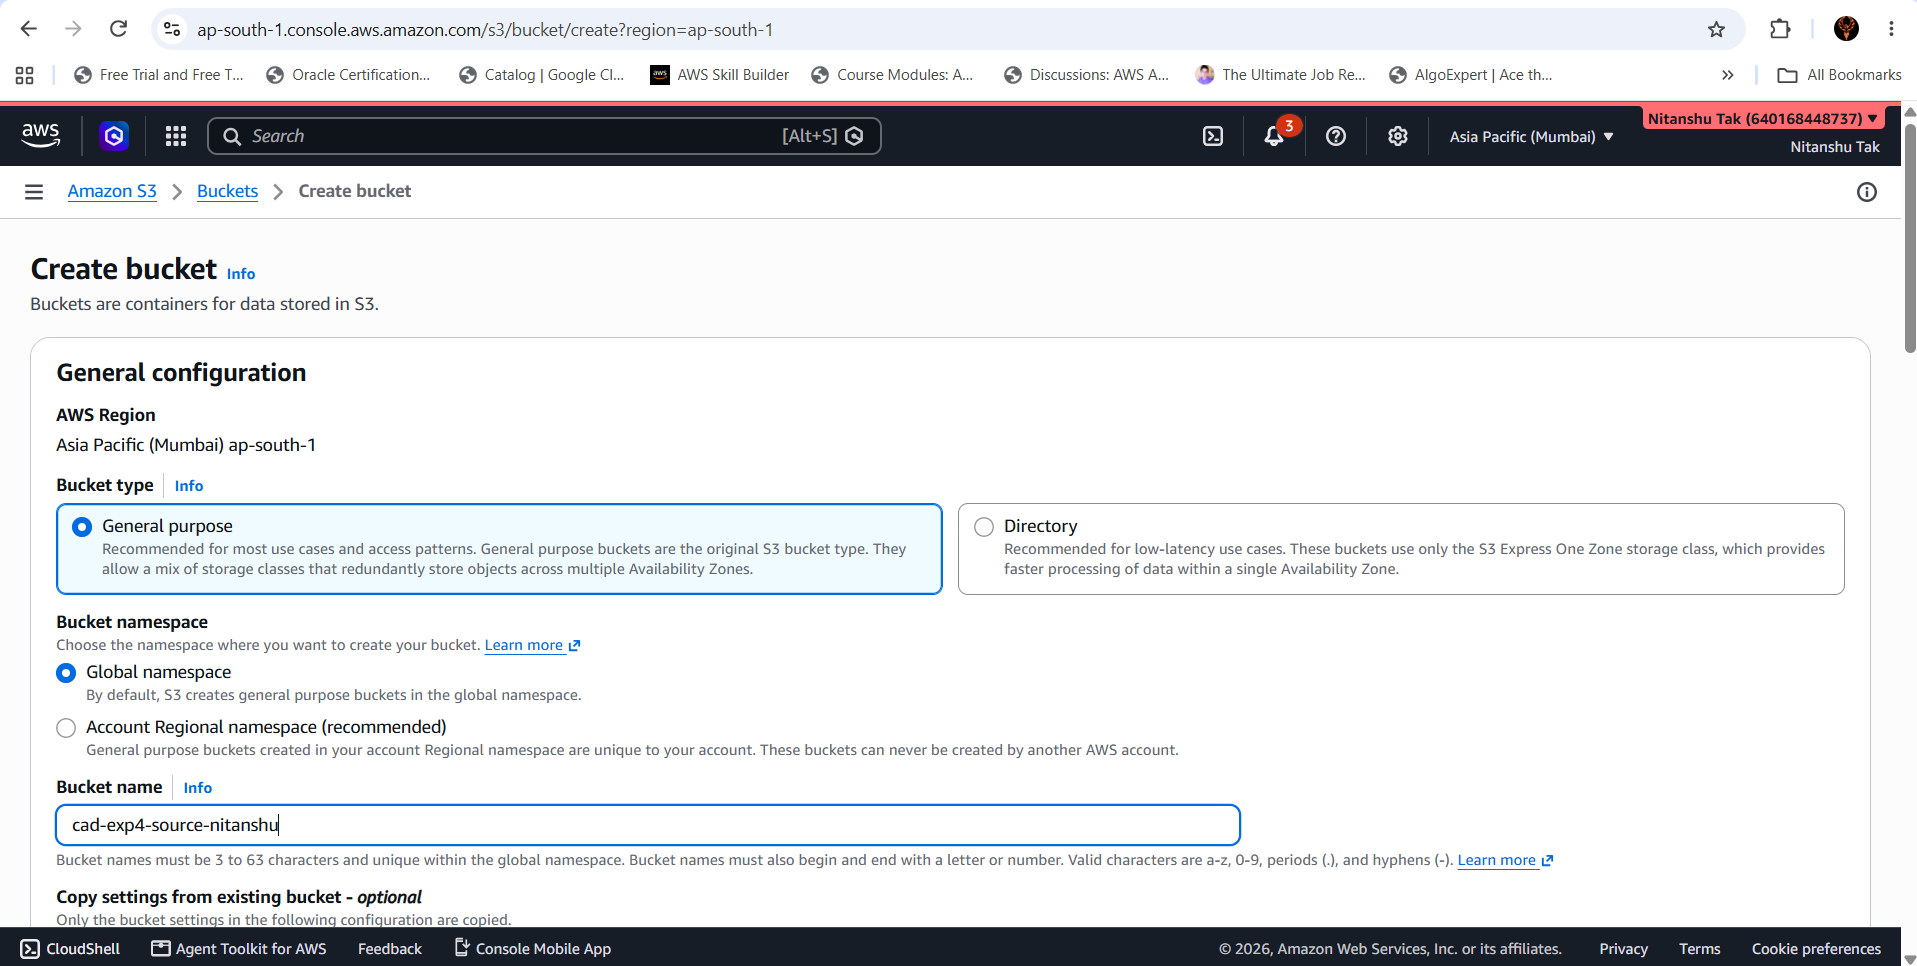 ap-south-1.console.aws.amazon.com/s3/bucket/create?region=ap-south-1
Free Trial and Free T...
Oracle Certification...
Catalog | Google Cl...
aws
AWS Skill Builder
Course Modules: A...
Discussions: AWS A...
The Ultimate Job Re...
AlgoExpert | Ace th...
»
All Bookmarks
aws
Search
[Alt+S]
3
Asia Pacific (Mumbai)
Nitanshu Tak (640168448737)
Nitanshu Tak
Amazon S3
Buckets
Create bucket
Create bucket Info
Buckets are containers for data stored in S3.
General configuration
AWS Region
Asia Pacific (Mumbai) ap-south-1
Bucket type Info
General purpose
Recommended for most use cases and access patterns. General purpose buckets are the original S3 bucket type. They
allow a mix of storage classes that redundantly store objects across multiple Availability Zones.
Directory
Recommended for low-latency use cases. These buckets use only the S3 Express One Zone storage class, which provides
faster processing of data within a single Availability Zone.
Bucket namespace
Choose the namespace where you want to create your bucket. Learn more
Global namespace
By default, S3 creates general purpose buckets in the global namespace.
Account Regional namespace (recommended)
General purpose buckets created in your account Regional namespace are unique to your account. These buckets can never be created by another AWS account.
Bucket name Info
cad-exp4-source-nitanshu
Bucket names must be 3 to 63 characters and unique within the global namespace. Bucket names must also begin and end with a letter or number. Valid characters are a-z, 0-9, periods (.), and hyphens (-). Learn more
Copy settings from existing bucket - optional
Only the bucket settings in the following configuration are copied.
CloudShell
Agent Toolkit for AWS
Feedback
Console Mobile App
© 2026, Amazon Web Services, Inc. or its affiliates.
Privacy
Terms
Cookie preferences